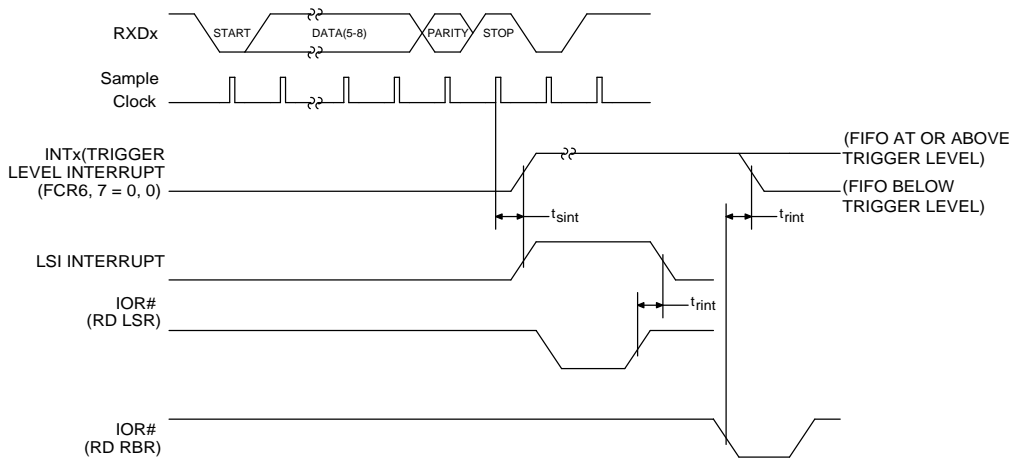 RXDx
START
DATA(5-8)
PARITY
STOP
Sample
Clock
INTx(TRIGGER
LEVEL INTERRUPT
(FCR6, 7 = 0, 0)
(FIFO AT OR ABOVE
TRIGGER LEVEL)
(FIFO BELOW
TRIGGER LEVEL)
tsint
trint
LSI INTERRUPT
IOR#
(RD LSR)
trint
IOR#
(RD RBR)